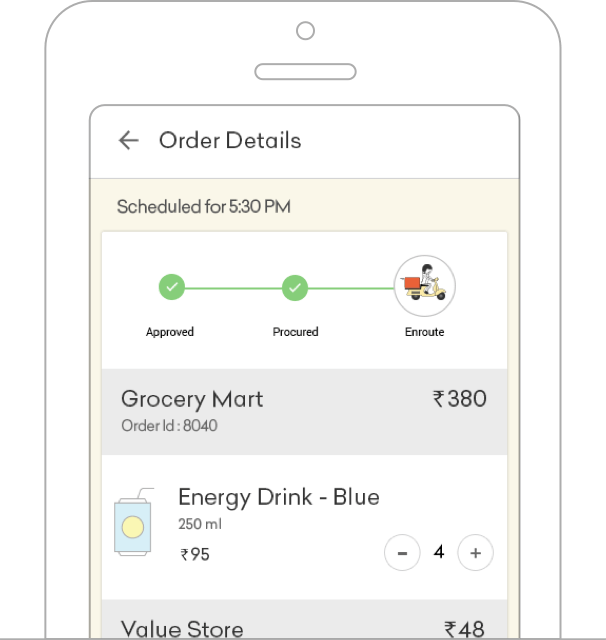 Order Details
Scheduled for 5:30 PM
Approved Procured Enroute
Grocery Mart ₹380
Order Id : 8040
Energy Drink - Blue
250 ml
₹95
- 4 +
Value Store ₹48